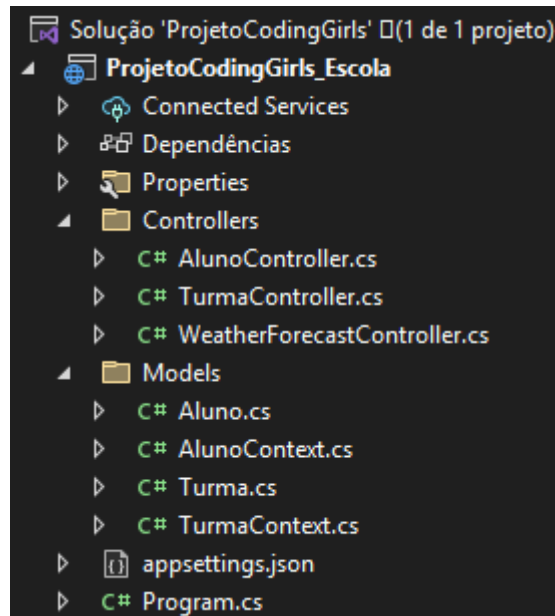 Solução 'ProjetoCodingGirls' (1 de 1 projeto)
ProjetoCodingGirls_Escola
Connected Services
Dependências
Properties
Controllers
C# AlunoController.cs
C# TurmaController.cs
C# WeatherForecastController.cs
Models
C# Aluno.cs
C# AlunoContext.cs
C# Turma.cs
C# TurmaContext.cs
appsettings.json
C# Program.cs